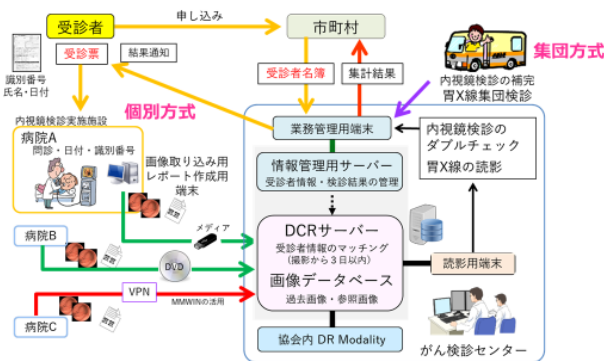 受診者
申し込み
市町村
集団方式
受診票
結果通知
識別番号
氏名・日付
受診者名簿
集計結果
内視鏡検診の補完
胃X線集団検診
個別方式
内視鏡検診実施施設
病院A
問診・日付・識別番号
画像取り込み用
レポート作成用
端末
業務管理用端末
内視鏡検診の
ダブルチェック
胃X線の読影
情報管理用サーバー
受診者情報・検診結果の管理
メディア
DCRサーバー
受診者情報のマッチング
(撮影から3日以内)
画像データベース
過去画像・参照画像
読影用端末
病院B
DVD
VPN
MMWINの活用
病院C
協会内 DR Modality
がん検診センター